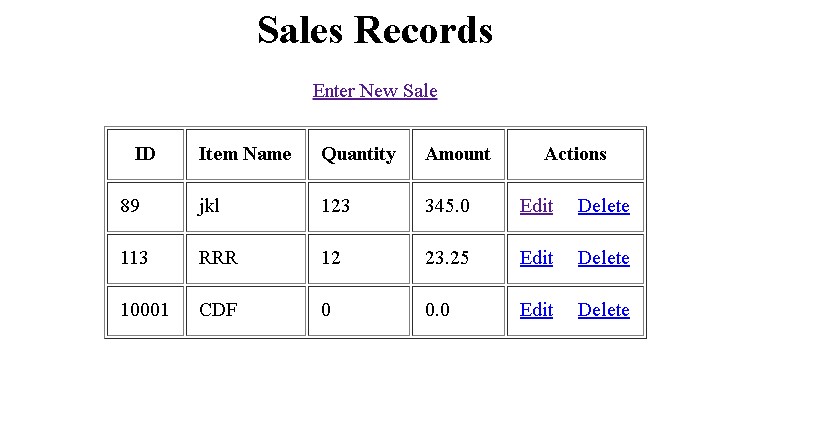 Sales Records
Enter New Sale
ID Item Name Quantity Amount Actions
89 jkl 123 345.0 Edit Delete
113 RRR 12 23.25 Edit Delete
10001 CDF 0 0.0 Edit Delete